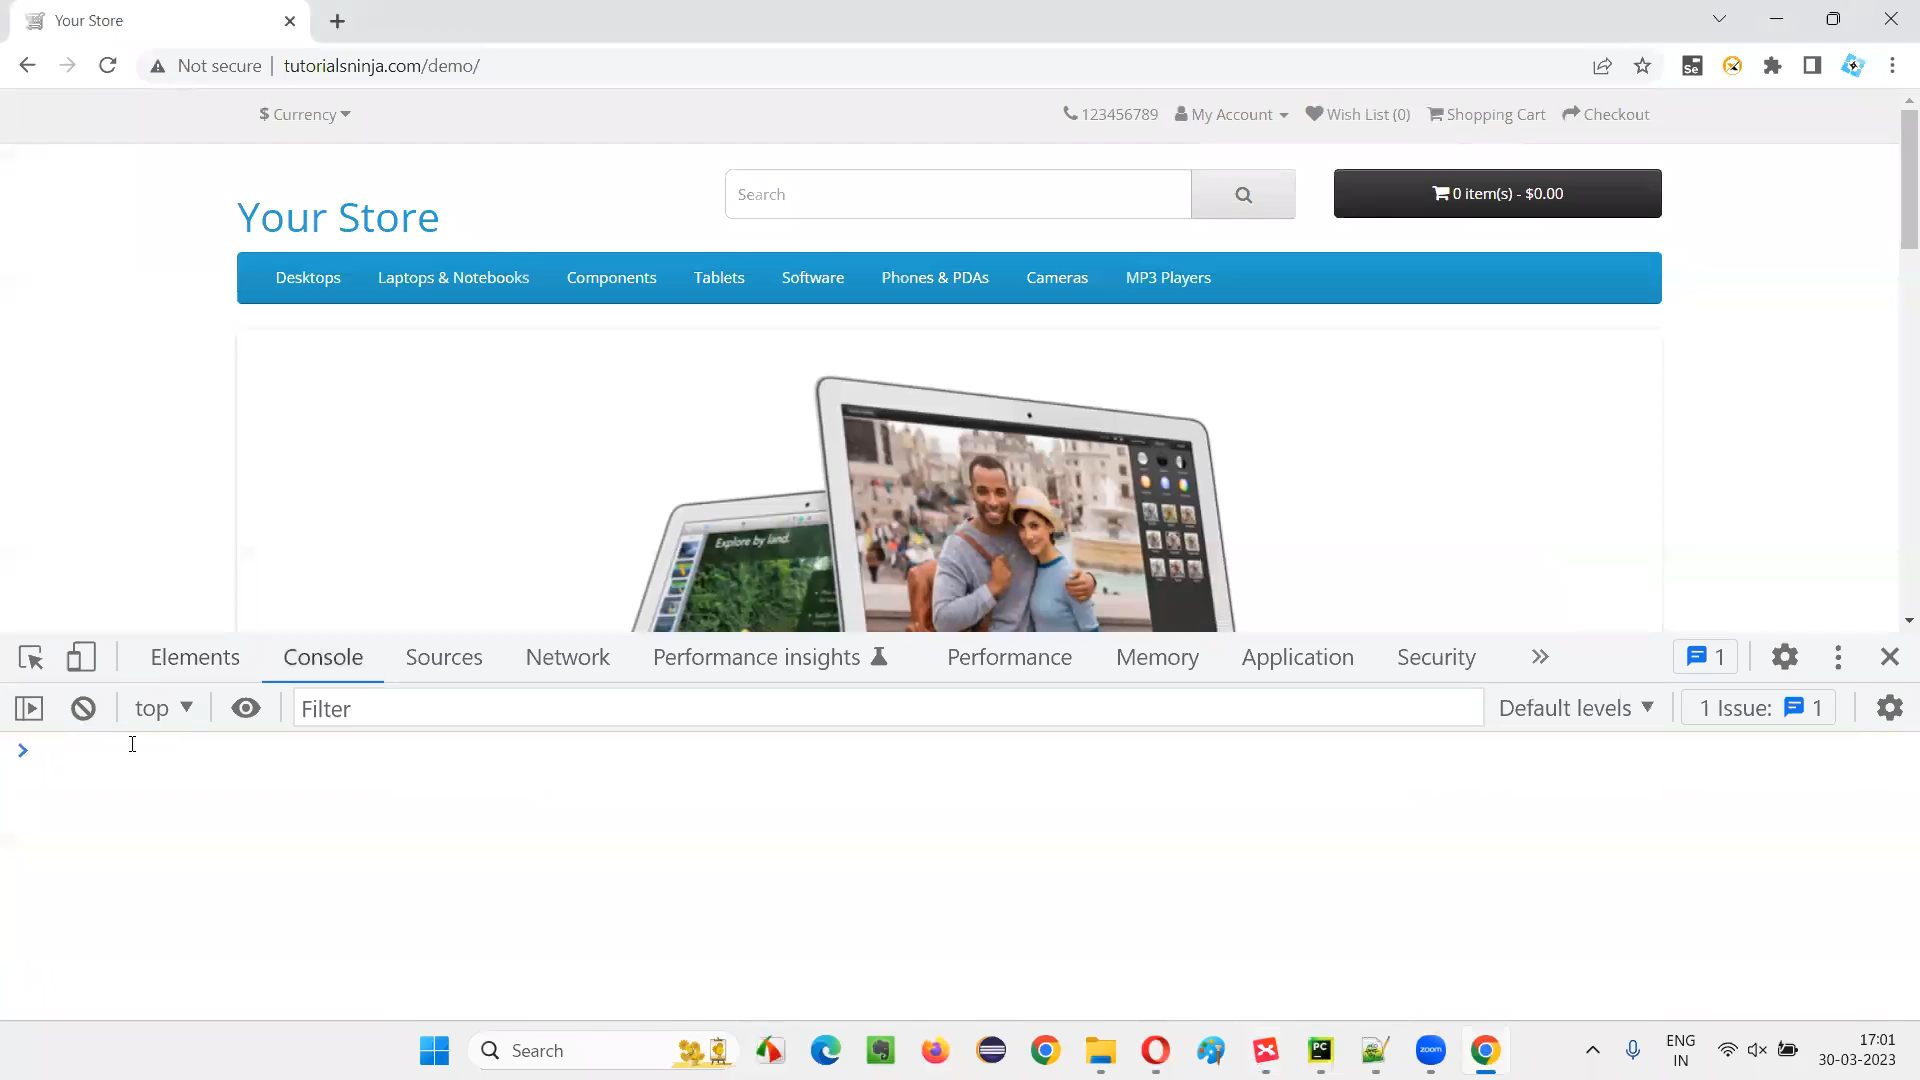 Your Store
Not secure | tutorialsninja.com/demo/
$ Currency
123456789 My Account Wish List (0) Shopping Cart Checkout
Your Store
Search
0 item(s) - $0.00
Desktops Laptops & Notebooks Components Tablets Software Phones & PDAs Cameras MP3 Players
Explore by land.
Elements Console Sources Network Performance insights Performance Memory Application Security 1
top Filter Default levels 1 Issue: 1
Se
Search
PC
zoom
ENG
IN
17:01
30-03-2023